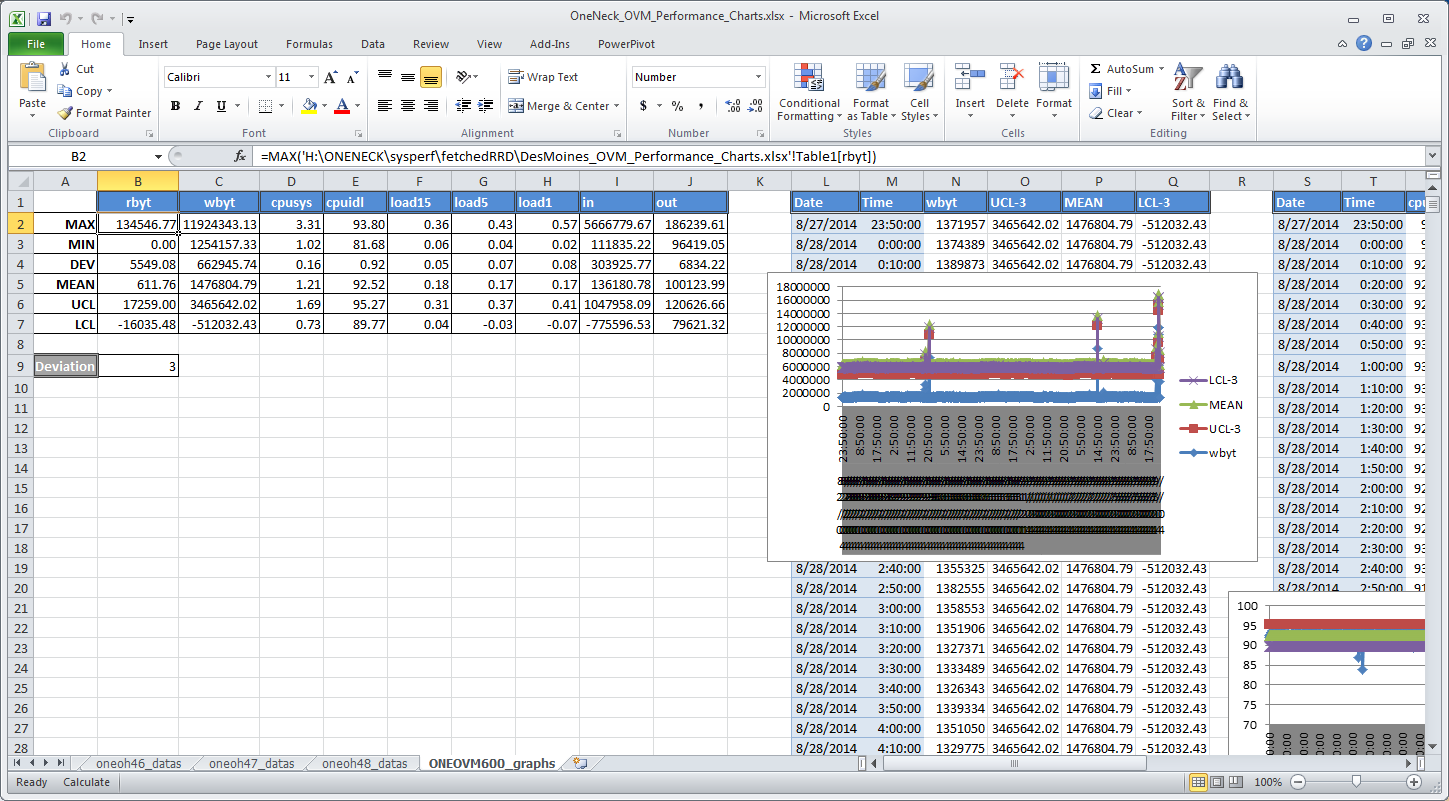 OneNeck_OVM_Performance_Charts.xlsx - Microsoft Excel
File Home Insert Page Layout Formulas Data Review View Add-Ins PowerPivot
Paste
Cut
Copy
Format Painter
Clipboard
Calibri 11
B I U
Font
Wrap Text
Merge & Center
Alignment
Number
$ % ,
Number
Conditional Formatting
Format as Table
Cell Styles
Styles
Insert Delete Format
Cells
Σ AutoSum
Fill
Clear
Sort & Filter
Find & Select
Editing
B2 fx =MAX('H:\ONENECK\sysperf\fetchedRRD\DesMoines_OVM_Performance_Charts.xlsx'!Table1[rbyt])
A B C D E F G H I J K L M N O P Q R S T
1 rbyt wbyt cpusys cpuidl load15 load5 load1 in out Date Time wbyt UCL-3 MEAN LCL-3 Date Time
2 MAX 134546.77 11924343.13 3.31 93.80 0.36 0.43 0.57 5666779.67 186239.61 8/27/2014 23:50:00 1371957 3465642.02 1476804.79 -512032.43 8/27/2014 23:50:00
3 MIN 0.00 1254157.33 1.02 81.68 0.06 0.04 0.02 111835.22 96419.05 8/28/2014 0:00:00 1374389 3465642.02 1476804.79 -512032.43 8/28/2014 0:00:00
4 DEV 5549.08 662945.74 0.16 0.92 0.05 0.07 0.08 303925.77 6834.22 8/28/2014 0:10:00 1389873 3465642.02 1476804.79 -512032.43 8/28/2014 0:10:00
5 MEAN 611.76 1476804.79 1.21 92.52 0.18 0.17 0.17 136180.78 100123.99 8/28/2014 0:20:00
6 UCL 17259.00 3465642.02 1.69 95.27 0.31 0.37 0.41 1047958.09 120626.66 8/28/2014 0:30:00
7 LCL -16035.48 -512032.43 0.73 89.77 0.04 -0.03 -0.07 -775596.53 79621.32 8/28/2014 0:40:00
8 8/28/2014 0:50:00
9 Deviation 3 8/28/2014 1:00:00
10 8/28/2014 1:10:00
11 8/28/2014 1:20:00
12 8/28/2014 1:30:00
13 8/28/2014 1:40:00
14 8/28/2014 1:50:00
15 8/28/2014 2:00:00
16 8/28/2014 2:10:00
17 8/28/2014 2:20:00
18 8/28/2014 2:30:00
18000000
16000000
14000000
12000000
10000000
8000000
6000000
4000000
2000000
0
LCL-3
MEAN
UCL-3
wbyt
23:50:00 8:50:00 17:50:00 2:50:00 11:50:00 20:50:00 5:50:00 14:50:00 23:50:00 8:50:00 17:50:00 2:50:00 11:50:00 20:50:00 5:50:00 14:50:00 23:50:00 8:50:00 17:50:00
19 8/28/2014 2:40:00 1355325 3465642.02 1476804.79 -512032.43 8/28/2014 2:40:00
20 8/28/2014 2:50:00 1382555 3465642.02 1476804.79 -512032.43 8/28/2014 2:50:00
21 8/28/2014 3:00:00 1358553 3465642.02 1476804.79 -512032.43
22 8/28/2014 3:10:00 1351906 3465642.02 1476804.79 -512032.43
23 8/28/2014 3:20:00 1327371 3465642.02 1476804.79 -512032.43
24 8/28/2014 3:30:00 1333489 3465642.02 1476804.79 -512032.43
25 8/28/2014 3:40:00 1326343 3465642.02 1476804.79 -512032.43
26 8/28/2014 3:50:00 1339334 3465642.02 1476804.79 -512032.43
27 8/28/2014 4:00:00 1351050 3465642.02 1476804.79 -512032.43
28 8/28/2014 4:10:00 1329775 3465642.02 1476804.79 -512032.43
100
95
90
85
80
75
70
oneoh46_datas oneoh47_datas oneoh48_datas ONEOVM600_graphs
Ready Calculate 100%